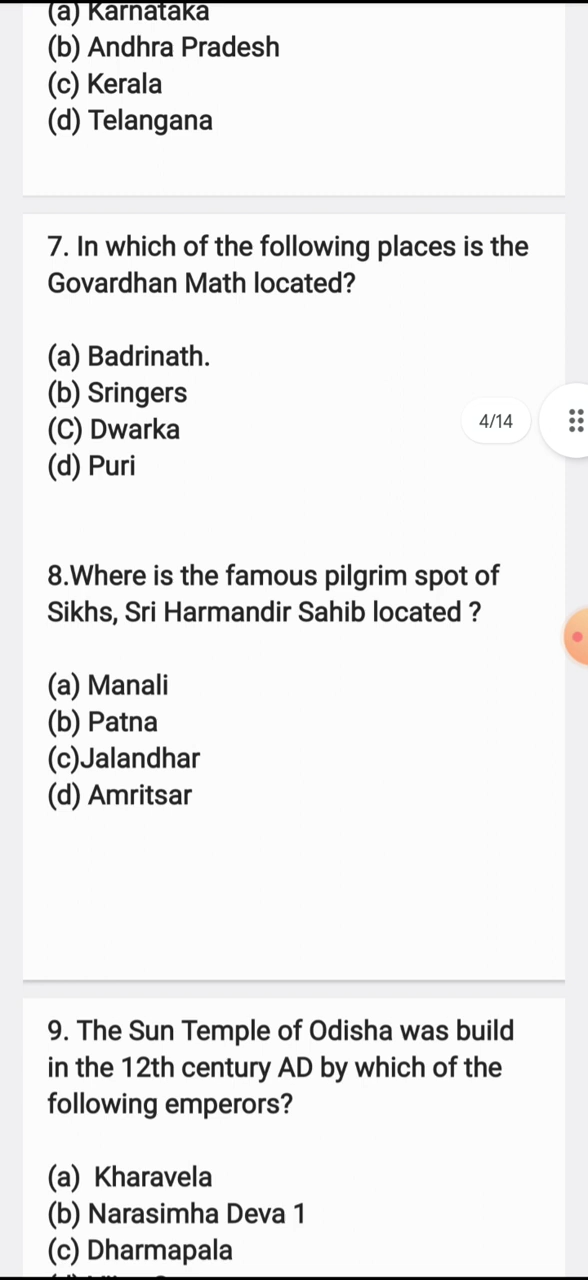 (a) Karnataka
(b) Andhra Pradesh
(c) Kerala
(d) Telangana
7. In which of the following places is the
Govardhan Math located?
(a) Badrinath.
(b) Sringers
(C) Dwarka
4/14
(d) Puri
8.Where is the famous pilgrim spot of
Sikhs, Sri Harmandir Sahib located ?
(a) Manali
(b) Patna
(c)Jalandhar
(d) Amritsar
9. The Sun Temple of Odisha was build
in the 12th century AD by which of the
following emperors?
(a) Kharavela
(b) Narasimha Deva 1
(c) Dharmapala